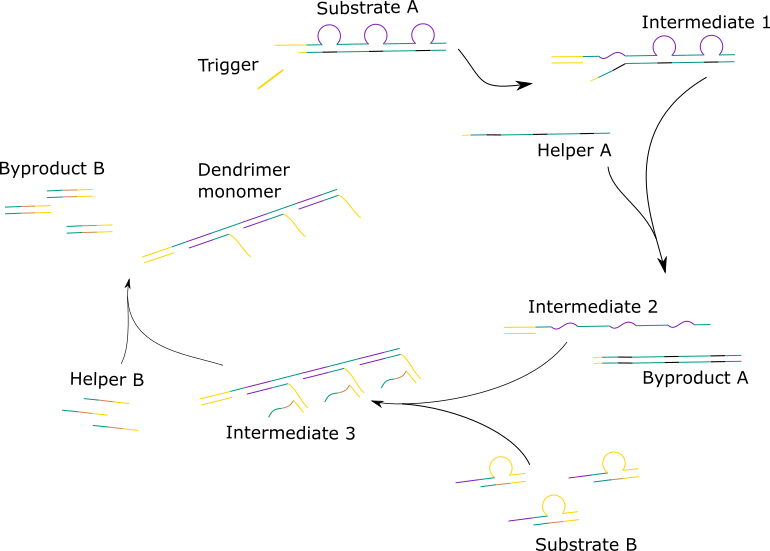 Substrate A
Intermediate 1
Trigger
Helper A
Byproduct B
Dendrimer
monomer
Intermediate 2
Byproduct A
Helper B
Intermediate 3
Substrate B